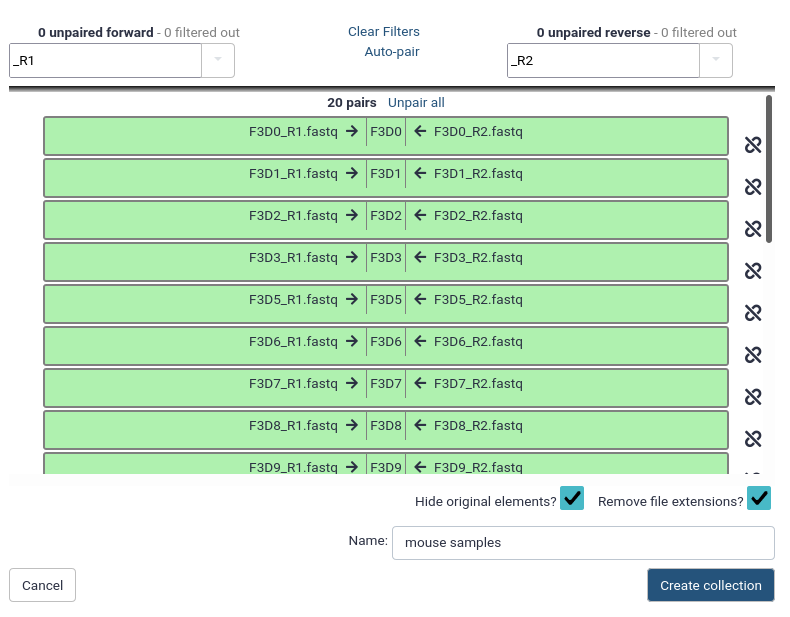 0 unpaired forward - 0 filtered out
Clear Filters
0 unpaired reverse - 0 filtered out
_R1
Auto-pair
_R2
20 pairs Unpair all
F3D0_R1.fastq → F3D0 ← F3D0_R2.fastq
F3D1_R1.fastq → F3D1 ← F3D1_R2.fastq
F3D2_R1.fastq → F3D2 ← F3D2_R2.fastq
F3D3_R1.fastq → F3D3 ← F3D3_R2.fastq
F3D5_R1.fastq → F3D5 ← F3D5_R2.fastq
F3D6_R1.fastq → F3D6 ← F3D6_R2.fastq
F3D7_R1.fastq → F3D7 ← F3D7_R2.fastq
F3D8_R1.fastq → F3D8 ← F3D8_R2.fastq
F3D9_R1.fastq → F3D9 ← F3D9_R2.fastq
Hide original elements? Remove file extensions?
Name: mouse samples
Cancel Create collection